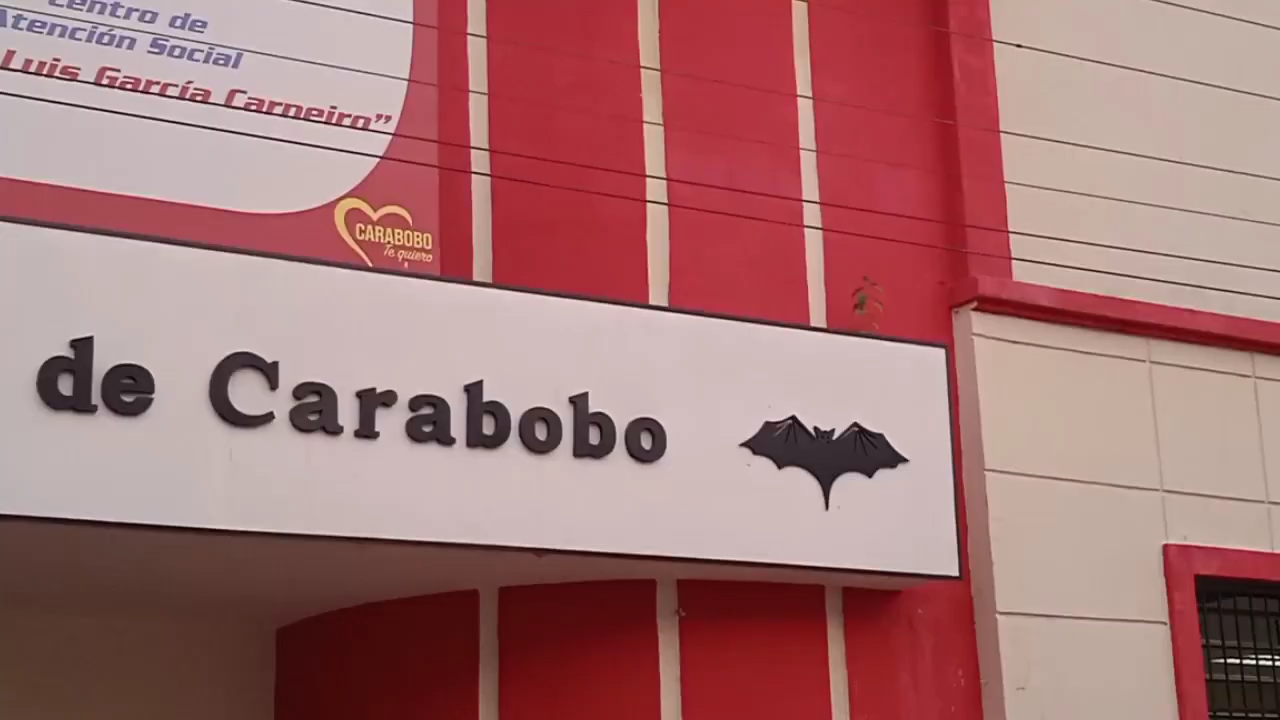 Centro de
Atención Social
Luis García Carneiro”
CARABOBO
Te quiero
de Carabobo